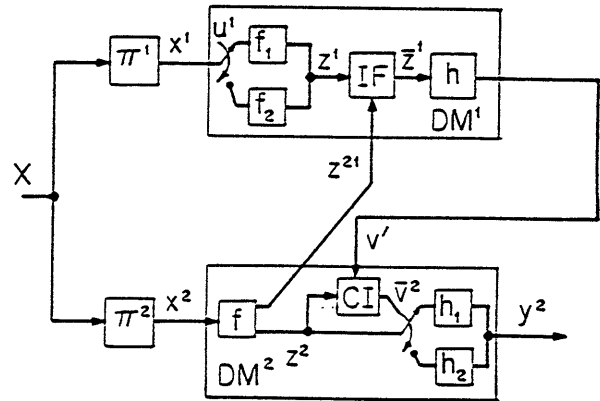 u¹
f₁
π¹
x¹
z¹
IF
z̄¹
h
f₂
DM¹
X
z²¹
v'
π²
x²
f
CI
v̄²
h₁
y²
z²
h₂
DM²